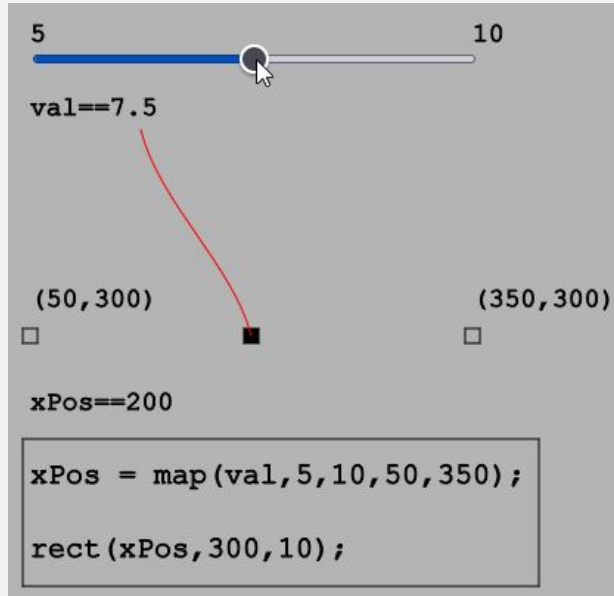 5 10
val==7.5
(50,300) (350,300)
xPos==200
xPos = map(val,5,10,50,350);
rect(xPos,300,10);